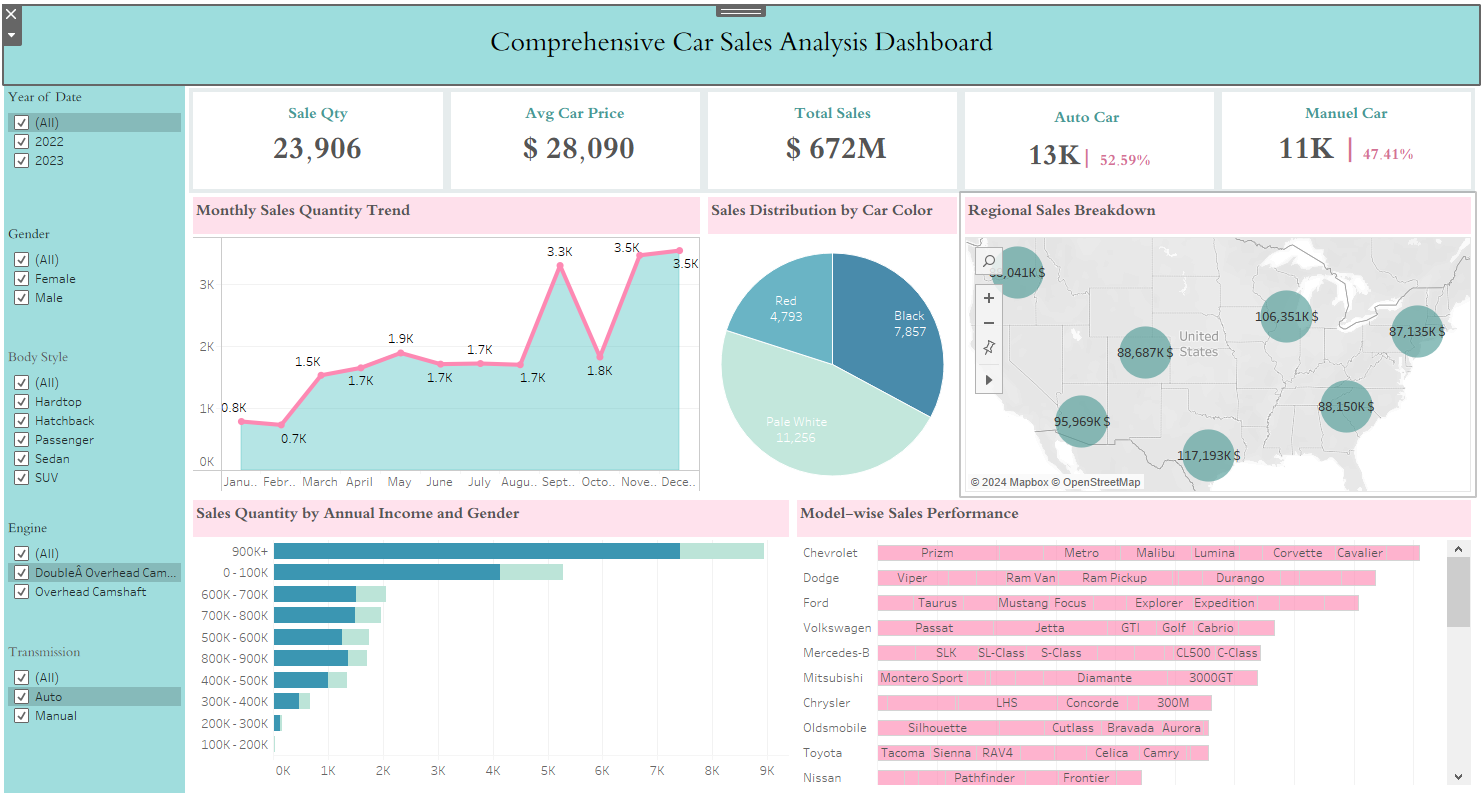 Comprehensive Car Sales Analysis Dashboard
Year of Date
(All)
2022
2023
Gender
(All)
Female
Male
Body Style
(All)
Hardtop
Hatchback
Passenger
Sedan
SUV
Engine
(All)
DoubleÂ Overhead Cam...
Overhead Camshaft
Transmission
(All)
Auto
Manual
Sale Qty
23,906
Avg Car Price
$ 28,090
Total Sales
$ 672M
Auto Car
13K | 52.59%
Manuel Car
11K | 47.41%
Monthly Sales Quantity Trend
3K
2K
1K
0K
0.8K
0.7K
1.5K
1.7K
1.9K
1.7K
1.7K
1.7K
3.3K
1.8K
3.5K
3.5K
Janu.. Febr.. March April May June July Augu.. Sept.. Octo.. Nove.. Dece..
Sales Distribution by Car Color
Red
4,793
Black
7,857
Pale White
11,256
Regional Sales Breakdown
,041K $
106,351K $
87,135K $
United
States
88,687K $
88,150K $
95,969K $
117,193K $
© 2024 Mapbox © OpenStreetMap
Sales Quantity by Annual Income and Gender
900K+
0 - 100K
600K - 700K
700K - 800K
500K - 600K
800K - 900K
400K - 500K
300K - 400K
200K - 300K
100K - 200K
0K 1K 2K 3K 4K 5K 6K 7K 8K 9K
Model-wise Sales Performance
Chevrolet Prizm Metro Malibu Lumina Corvette Cavalier
Dodge Viper Ram Van Ram Pickup Durango
Ford Taurus Mustang Focus Explorer Expedition
Volkswagen Passat Jetta GTI Golf Cabrio
Mercedes-B SLK SL-Class S-Class CL500 C-Class
Mitsubishi Montero Sport Diamante 3000GT
Chrysler LHS Concorde 300M
Oldsmobile Silhouette Cutlass Bravada Aurora
Toyota Tacoma Sienna RAV4 Celica Camry
Nissan Pathfinder Frontier